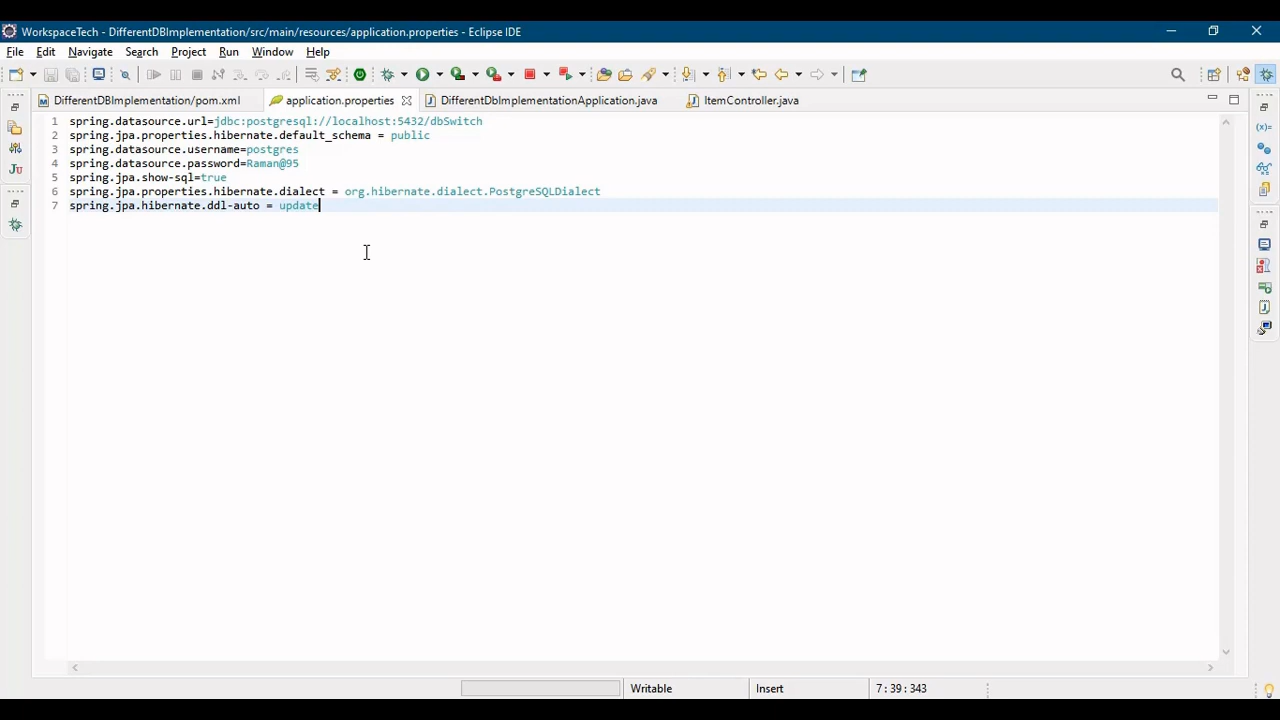 WorkspaceTech - DifferentDBImplementation/src/main/resources/application.properties - Eclipse IDE
File Edit Navigate Search Project Run Window Help
DifferentDBImplementation/pom.xml application.properties DifferentDbImplementationApplication.java ItemController.java
1 spring.datasource.url=jdbc:postgresql://localhost:5432/dbSwitch
2 spring.jpa.properties.hibernate.default_schema = public
3 spring.datasource.username=postgres
4 spring.datasource.password=Raman@95
5 spring.jpa.show-sql=true
6 spring.jpa.properties.hibernate.dialect = org.hibernate.dialect.PostgreSQLDialect
7 spring.jpa.hibernate.ddl-auto = update
Writable Insert 7 : 39 : 343